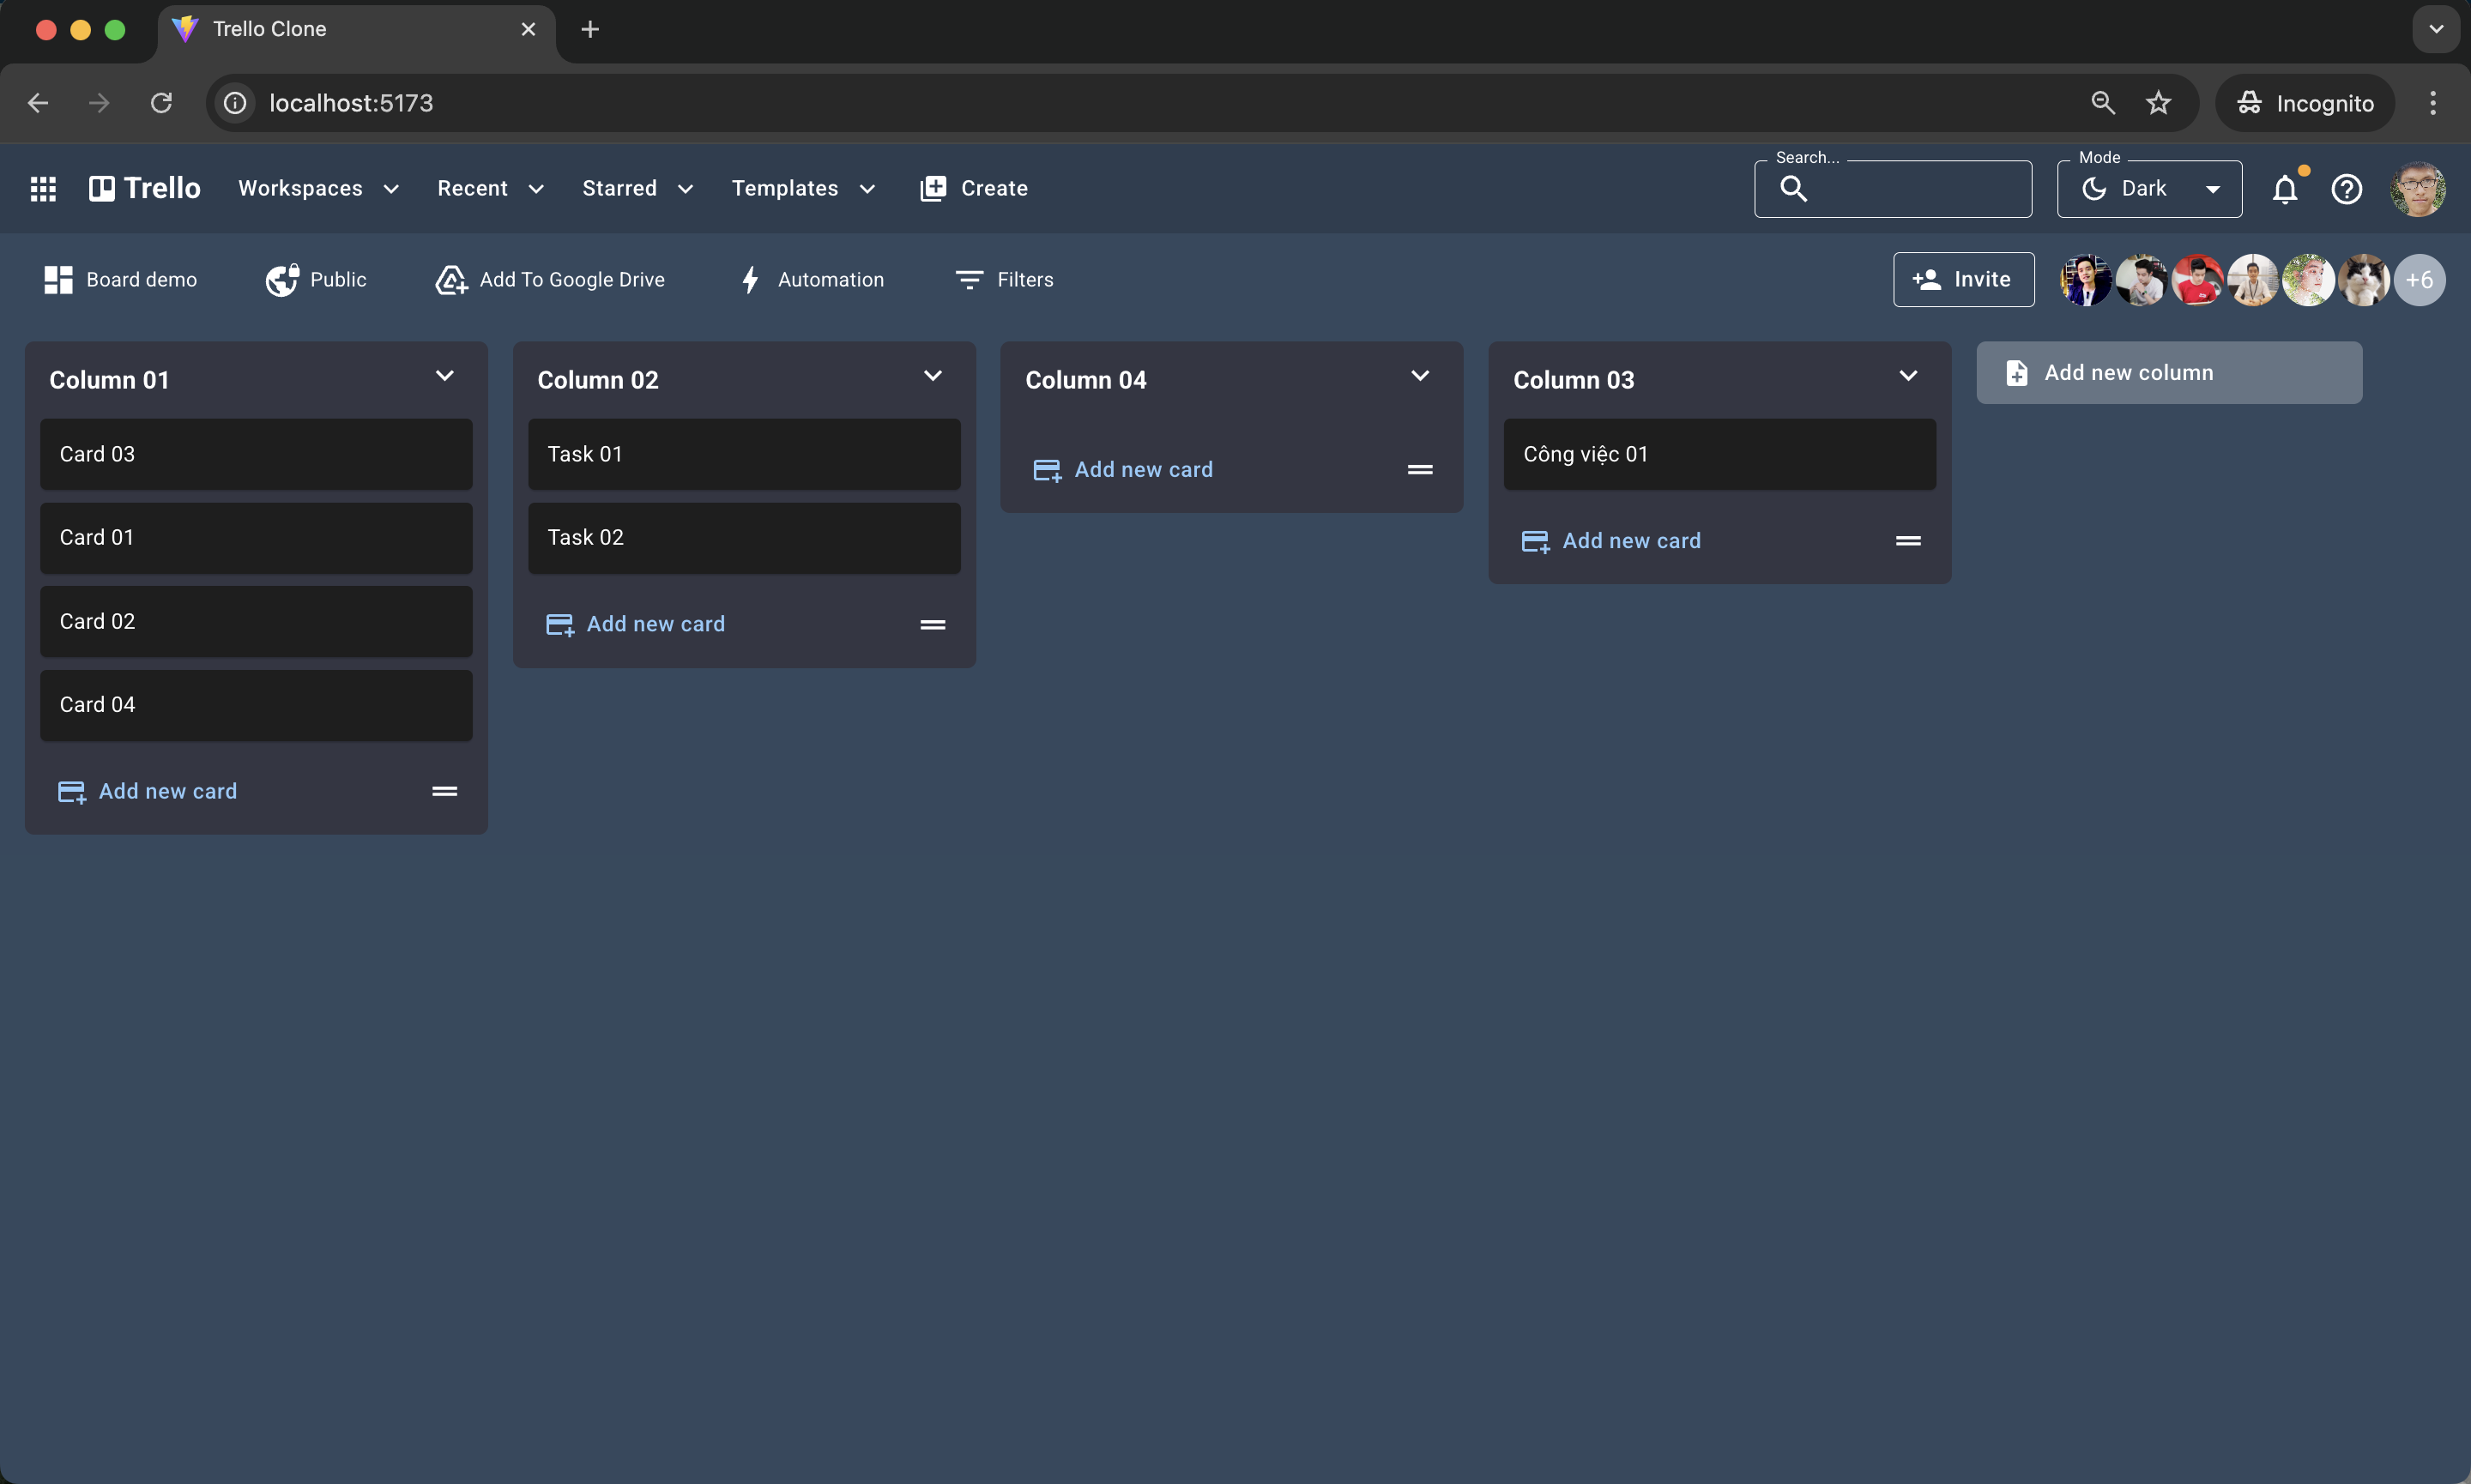 Trello Clone
localhost:5173
Incognito
Trello
Workspaces
Recent
Starred
Templates
Create
Search...
Mode
Dark
Board demo
Public
Add To Google Drive
Automation
Filters
Invite
+6
Column 01
Card 03
Card 01
Card 02
Card 04
Add new card
Column 02
Task 01
Task 02
Add new card
Column 04
Add new card
Column 03
Công việc 01
Add new card
Add new column